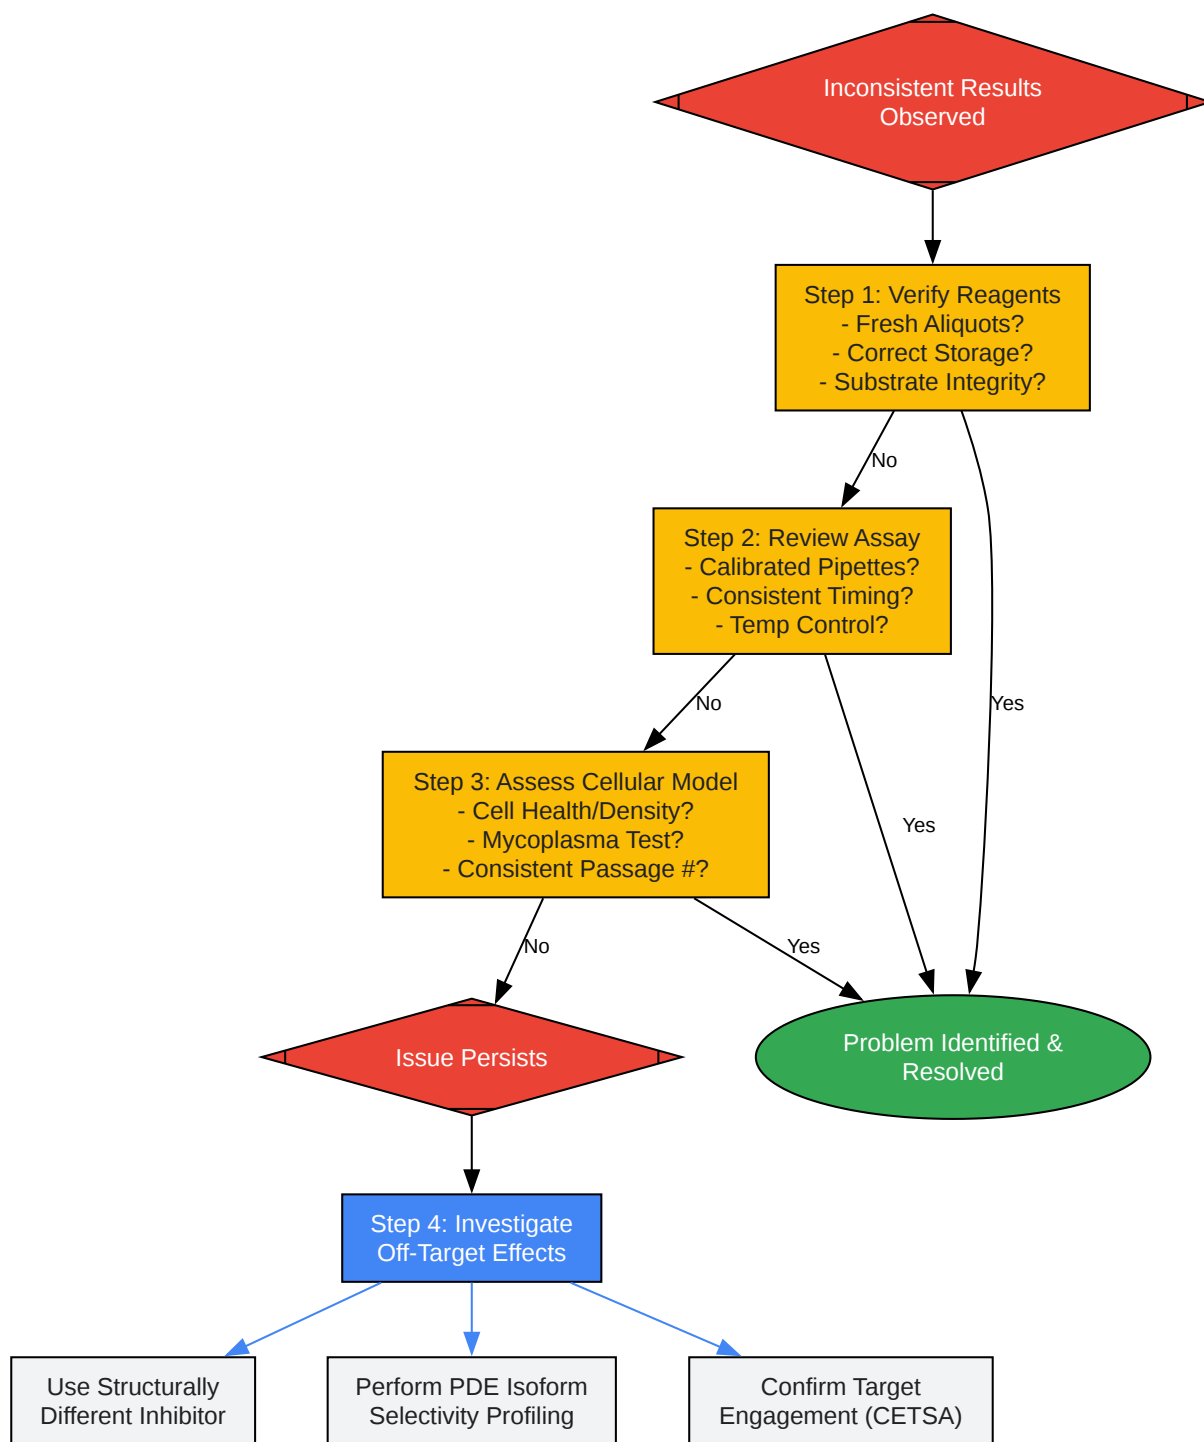 Inconsistent Results
Observed
Step 1: Verify Reagents
- Fresh Aliquots?
- Correct Storage?
- Substrate Integrity?
No
Step 2: Review Assay
- Calibrated Pipettes?
- Consistent Timing?
- Temp Control?
No
Yes
Step 3: Assess Cellular Model
- Cell Health/Density?
- Mycoplasma Test?
- Consistent Passage #?
Yes
No
Yes
Issue Persists
Problem Identified &
Resolved
Step 4: Investigate
Off-Target Effects
Use Structurally
Different Inhibitor
Perform PDE Isoform
Selectivity Profiling
Confirm Target
Engagement (CETSA)